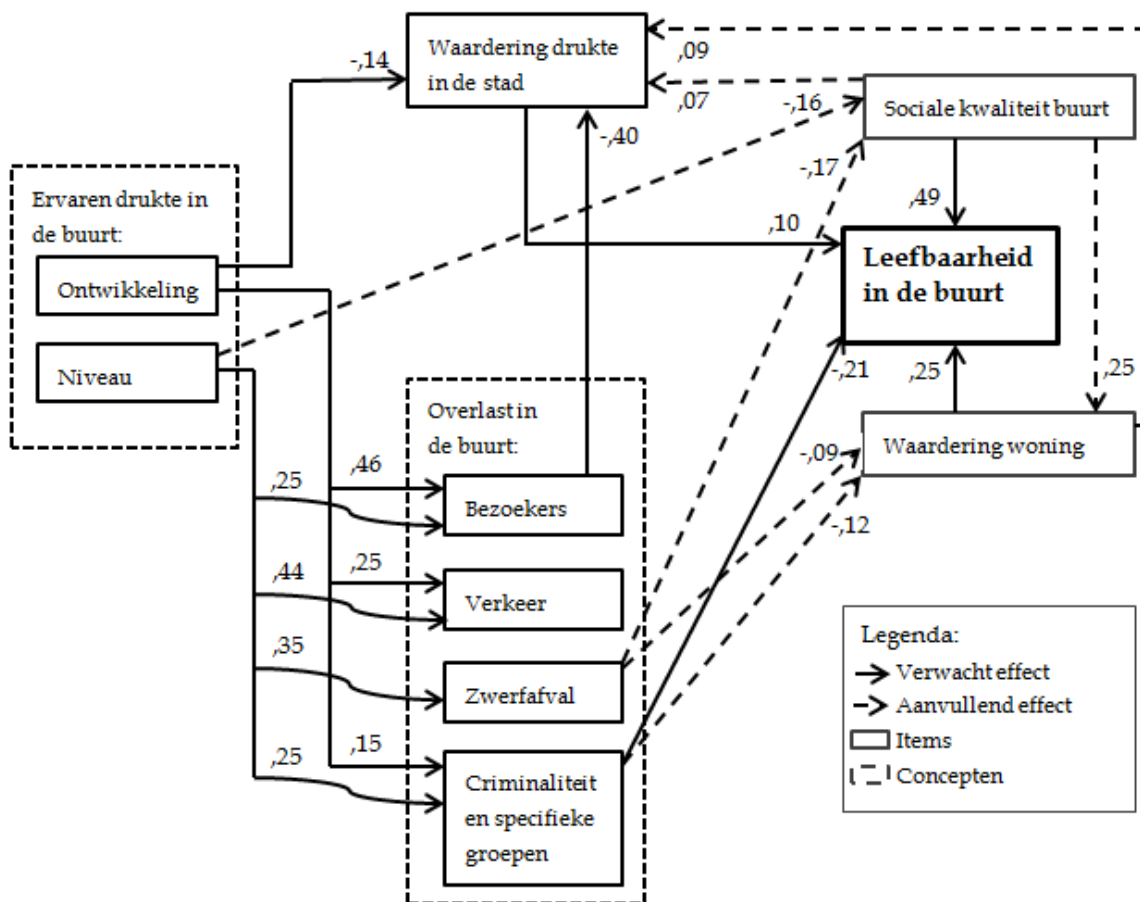 Waardering drukte
in de stad
-,14
,09
,07
-,16
Sociale kwaliteit buurt
-,40
-,17
Ervaren drukte in
de buurt:
,49
,10
Leefbaarheid
in de buurt
Ontwikkeling
Niveau
-,21
,25
,25
Overlast in
de buurt:
Waardering woning
-,09
,46
,25
Bezoekers
-,12
,25
,44
Verkeer
Legenda:
Verwacht effect
Aanvullend effect
Items
Concepten
,35
Zwerfafval
,15
,25
Criminaliteit
en specifieke
groepen